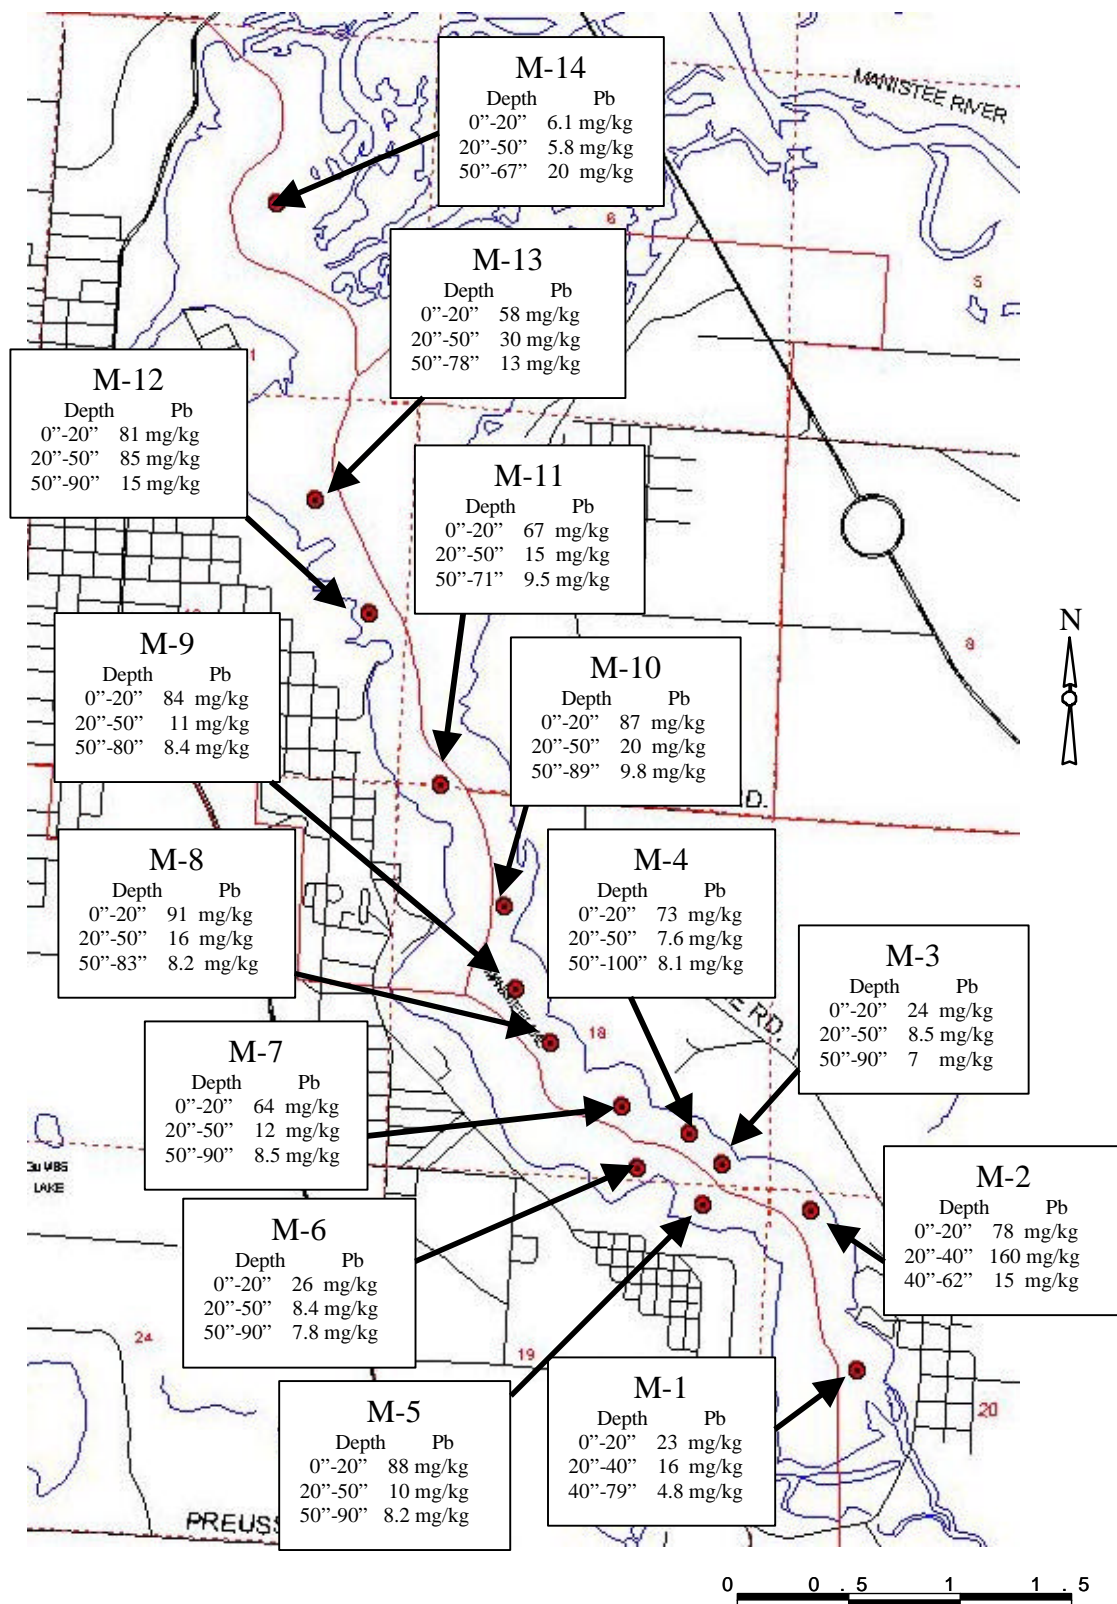 M-14
Depth Pb
0”-20” 6.1 mg/kg
20”-50” 5.8 mg/kg
50”-67” 20 mg/kg
MANISTEE RIVER
6
5
M-13
Depth Pb
0”-20” 58 mg/kg
20”-50” 30 mg/kg
50”-78” 13 mg/kg
1
M-12
Depth Pb
0”-20” 81 mg/kg
20”-50” 85 mg/kg
50”-90” 15 mg/kg
M-11
Depth Pb
0”-20” 67 mg/kg
20”-50” 15 mg/kg
50”-71” 9.5 mg/kg
N
8
M-9
Depth Pb
0”-20” 84 mg/kg
20”-50” 11 mg/kg
50”-80” 8.4 mg/kg
M-10
Depth Pb
0”-20” 87 mg/kg
20”-50” 20 mg/kg
50”-89” 9.8 mg/kg
D.
M-8
Depth Pb
0”-20” 91 mg/kg
20”-50” 16 mg/kg
50”-83” 8.2 mg/kg
M-4
Depth Pb
0”-20” 73 mg/kg
20”-50” 7.6 mg/kg
50”-100” 8.1 mg/kg
M-3
Depth Pb
0”-20” 24 mg/kg
20”-50” 8.5 mg/kg
50”-90” 7 mg/kg
E RD.
18
M-7
Depth Pb
0”-20” 64 mg/kg
20”-50” 12 mg/kg
50”-90” 8.5 mg/kg
LAKE
M-2
Depth Pb
0”-20” 78 mg/kg
20”-40” 160 mg/kg
40”-62” 15 mg/kg
M-6
Depth Pb
0”-20” 26 mg/kg
20”-50” 8.4 mg/kg
50”-90” 7.8 mg/kg
24
19
20
M-5
Depth Pb
0”-20” 88 mg/kg
20”-50” 10 mg/kg
50”-90” 8.2 mg/kg
M-1
Depth Pb
0”-20” 23 mg/kg
20”-40” 16 mg/kg
40”-79” 4.8 mg/kg
PREUSS
0 0.5 1 1.5